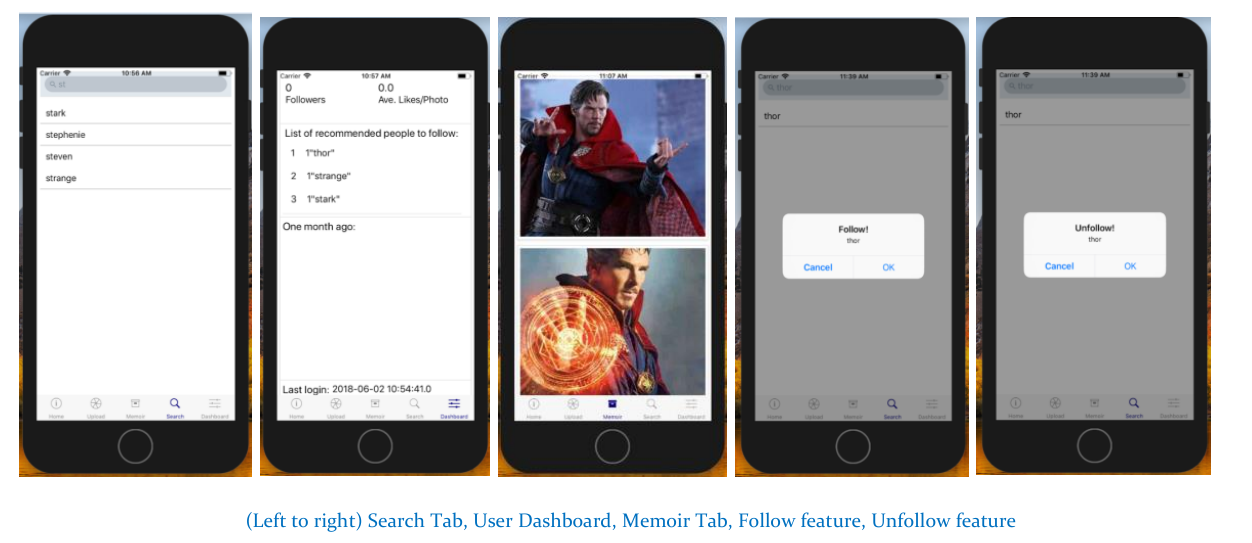 Carrier 10:56 AM
st
stark
stephenie
steven
strange
Home Upload Memoir Search Dashboard
Carrier 10:57 AM
0 0.0
Followers Ave. Likes/Photo
List of recommended people to follow:
1 1"thor"
2 1"strange"
3 1"stark"
One month ago:
Last login: 2018-06-02 10:54:41.0
Home Upload Memoir Search Dashboard
Carrier 11:07 AM
Home Upload Memoir Search Dashboard
Carrier 11:39 AM
thor
thor
Follow!
thor
Cancel OK
Home Upload Memoir Search Dashboard
Carrier 11:39 AM
thor
thor
Unfollow!
thor
Cancel OK
Home Upload Memoir Search Dashboard
(Left to right) Search Tab, User Dashboard, Memoir Tab, Follow feature, Unfollow feature